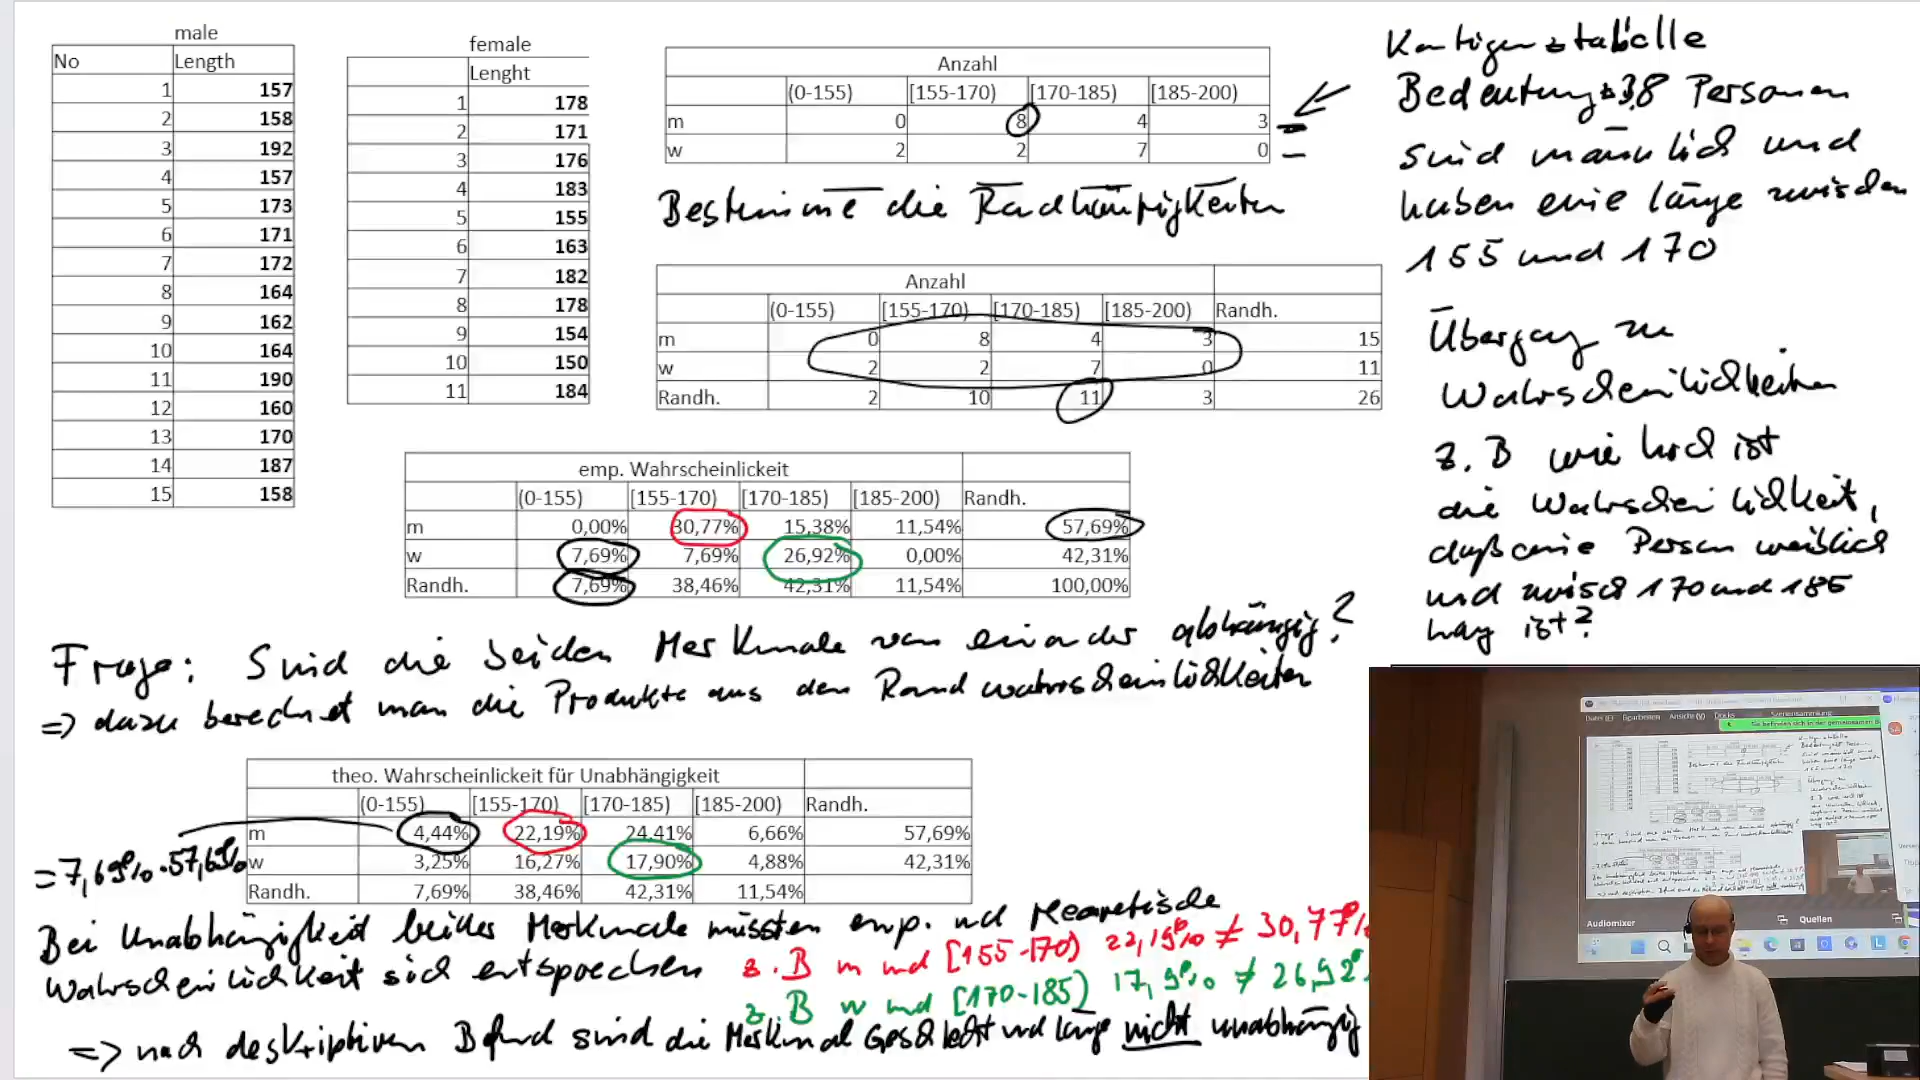 male
No Length
1 157
2 158
3 192
4 157
5 173
6 171
7 172
8 164
9 162
10 164
11 190
12 160
13 170
14 187
15 158
female
Lenght
1 178
2 171
3 176
4 183
5 155
6 163
7 182
8 178
9 154
10 150
11 184
Anzahl
(0-155) [155-170) [170-185) [185-200)
m 0 8 4 3
w 2 2 7 0
Bestimme die Randhäufigkeiten
Anzahl
(0-155) [155-170) [170-185) [185-200) Randh.
m 0 8 4 3 15
w 2 2 7 0 11
Randh. 2 10 11 3 26
Kontigenztabelle
Bedeutung 8 Personen
sind männlich und
haben eine länge zwischen
155 und 170
Übergang zu
Wahrscheinlichkeiten
z.B wie hoch ist
die Wahrscheinlichkeit,
daß eine Person weiblich
und zwisch 170 und 185
ist?
emp. Wahrscheinlickeit
(0-155) [155-170) [170-185) [185-200) Randh.
m 0,00% 30,77% 15,38% 11,54% 57,69%
w 7,69% 7,69% 26,92% 0,00% 42,31%
Randh. 7,69% 38,46% 42,31% 11,54% 100,00%
Frage: Sind die beiden Merkmale von einander abhängig?
=> dazu berechnet man die Produkte aus den Randwahrscheinlichkeiten
theo. Wahrscheinlickeit für Unabhängigkeit
(0-155) [155-170) [170-185) [185-200) Randh.
m 4,44% 22,19% 24,41% 6,66% 57,69%
w 3,25% 16,27% 17,90% 4,88% 42,31%
Randh. 7,69% 38,46% 42,31% 11,54%
= 7,69% · 57,69%
Bei Unabhängigkeit beider Merkmale müssten emp. und theoretische
Wahrscheinlichkeit sich entsprechen
z.B m und [155-170) 22,19% ≠ 30,77%
z.B w und [170-185) 17,9% ≠ 26,92
=> nach deskriptiven Befund sind die Merkmal Geschlecht und länge nicht unabhängig
Audiomixer
Quellen